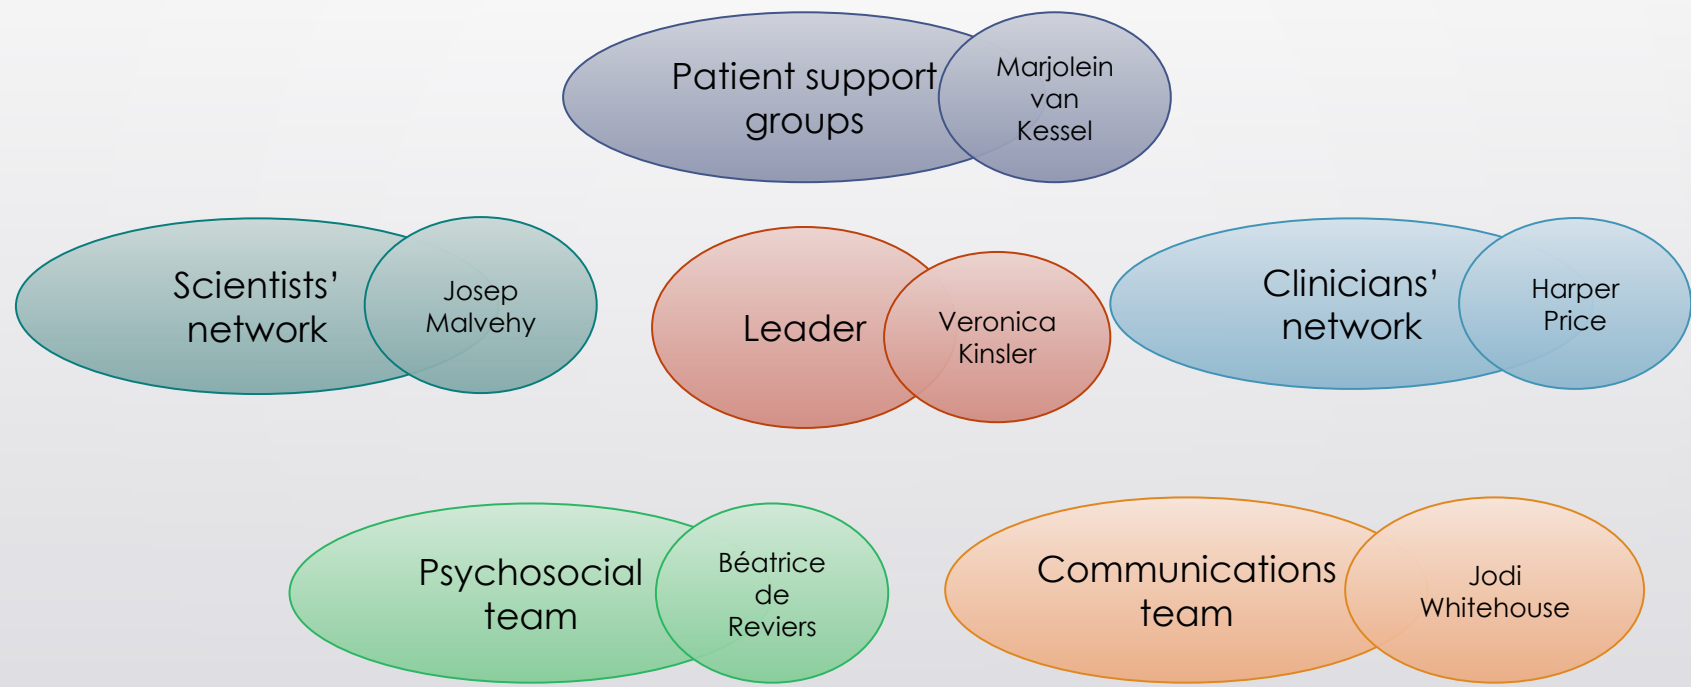 Patient support
groups
Marjolein
van
Kessel
Scientists’
network
Josep
Malvehy
Leader
Veronica
Kinsler
Clinicians’
network
Harper
Price
Psychosocial
team
Béatrice
de
Reviers
Communications
team
Jodi
Whitehouse